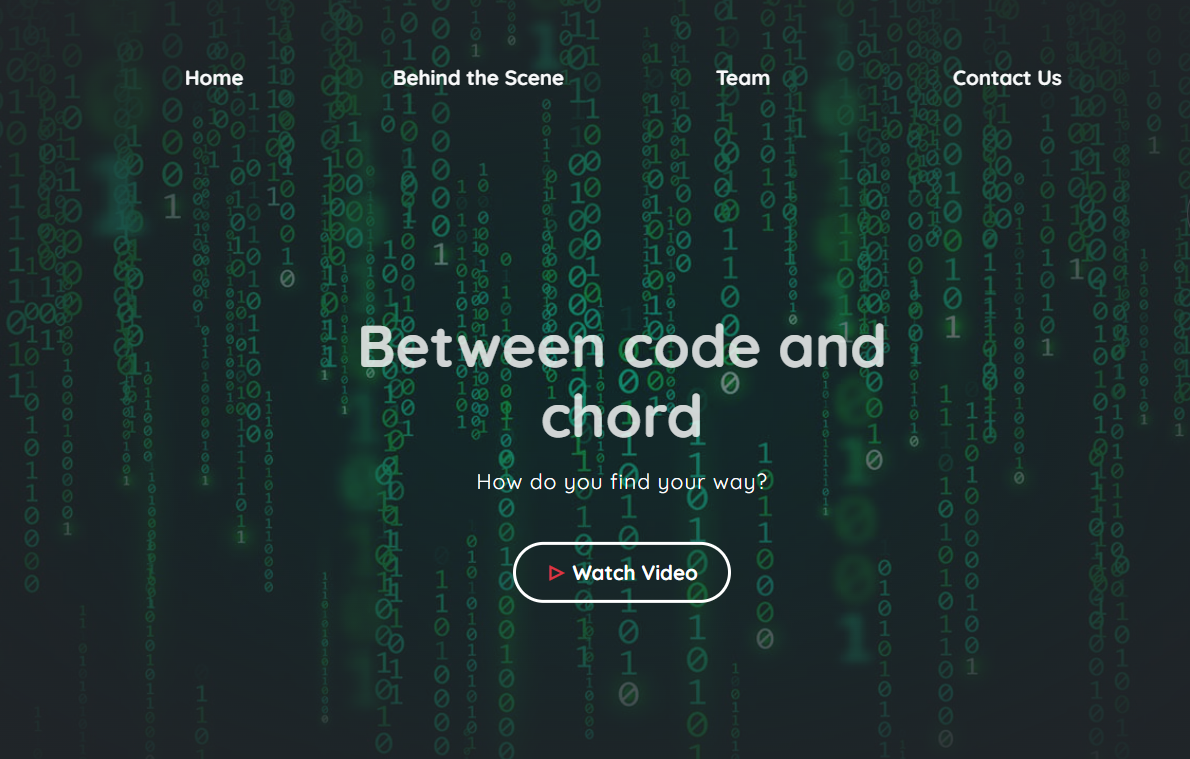 Home Behind the Scene Team Contact Us
Between code and
chord
How do you find your way?
Watch Video